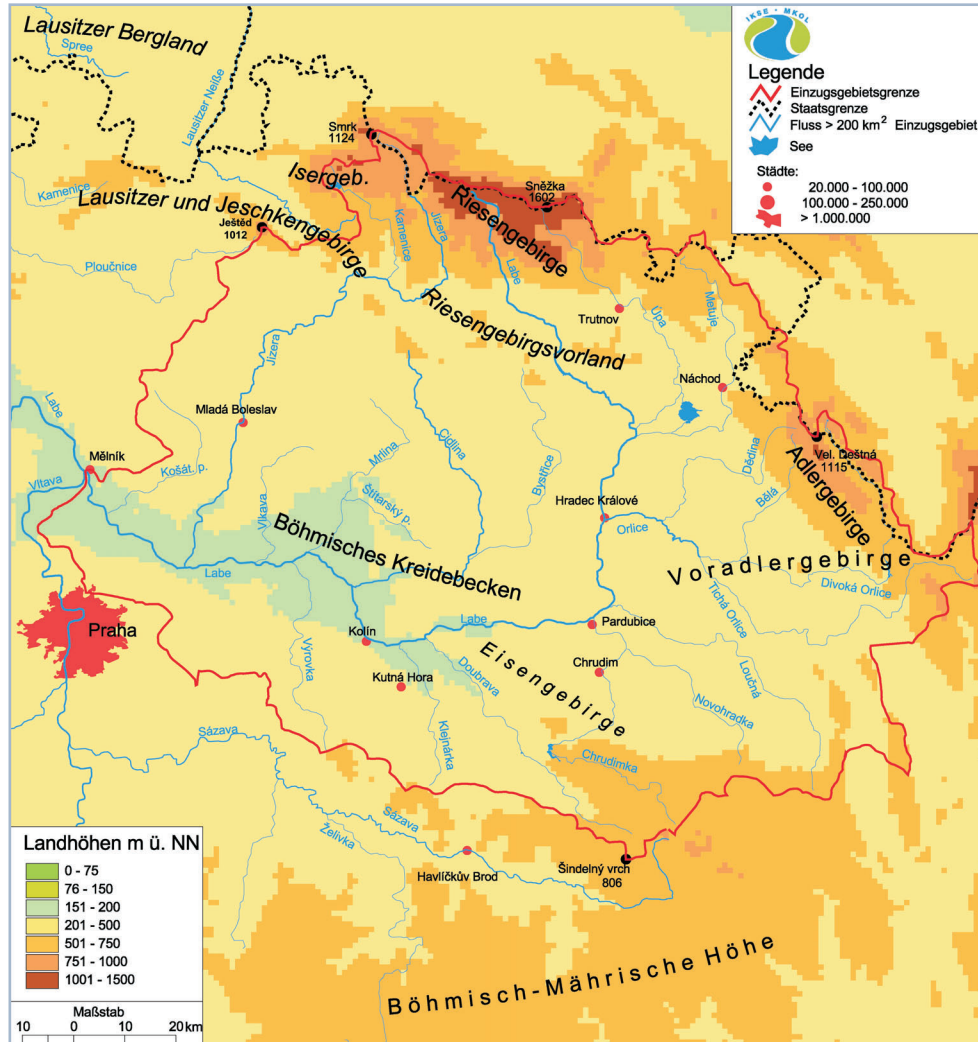 Lausitzer Bergland
Spree
Lausitzer Neiße
IKSE - MKOL
Legende
Einzugsgebietsgrenze
Staatsgrenze
Fluss > 200 km² Einzugsgebiet
See
Städte:
20.000 - 100.000
100.000 - 250.000
> 1.000.000
Smrk
1124
Isergeb.
Sněžka
1602
Riesengebirge
Kamenice
Lausitzer und Jeschkengebirge
Ještěd
1012
Kamenice
Jizera
Labe
Ploučnice
Riesengebirgsvorland
Trutnov
Úpa
Metuje
Jizera
Náchod
Mladá Boleslav
Labe
Cidlina
Mrlina
Bystřice
Dědina
Vel. Deštná
1115
Adlergebirge
Mělník
Košát. p.
Vltava
Vlkava
Štítarský p.
Bělá
Hradec Králové
Orlice
Böhmisches Kreidebecken
Voradlergebirge
Labe
Divoká Orlice
Tichá Orlice
Labe
Pardubice
Praha
Kolín
Výrovka
Eisengebirge
Chrudim
Doubrava
Loučná
Kutná Hora
Novohradka
Klejnárka
Sázava
Chrudimka
Sázava
Želivka
Havlíčkův Brod
Šindelný vrch
806
Böhmisch-Mährische Höhe
Landhöhen m ü. NN
0 - 75
76 - 150
151 - 200
201 - 500
501 - 750
751 - 1000
1001 - 1500
Maßstab
10 0 10 20 km